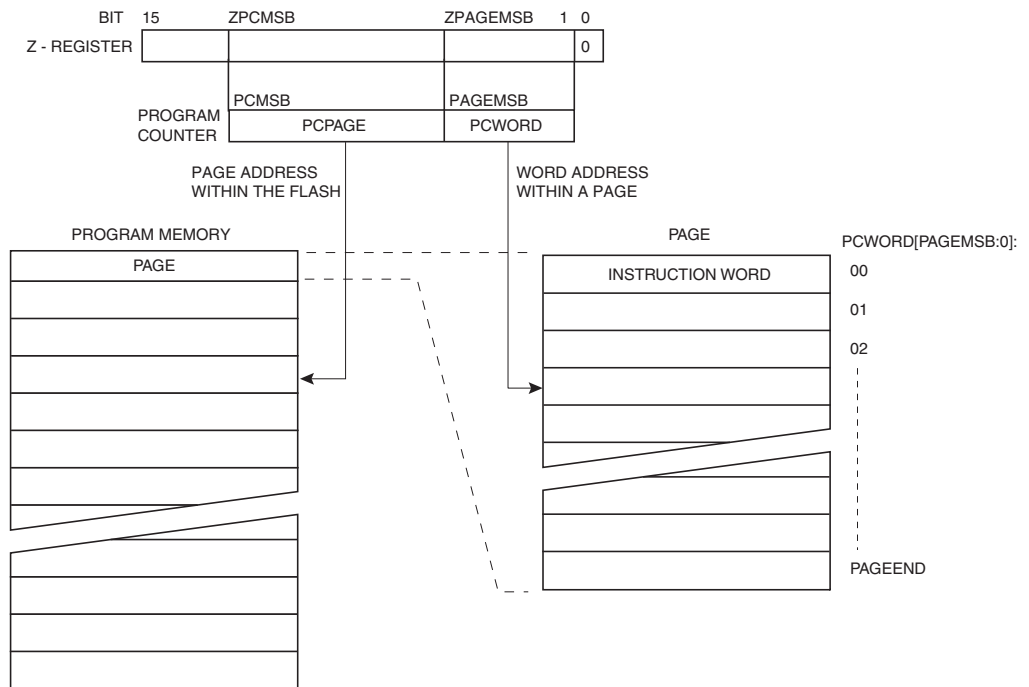 BIT 15 ZPCMSB ZPAGEMSB 1 0
Z - REGISTER 0
PCMSB PAGEMSB
PROGRAM
COUNTER
PCPAGE PCWORD
PAGE ADDRESS
WITHIN THE FLASH
WORD ADDRESS
WITHIN A PAGE
PROGRAM MEMORY
PAGE
PAGE
INSTRUCTION WORD
PCWORD[PAGEMSB:0]:
00
01
02
PAGEEND